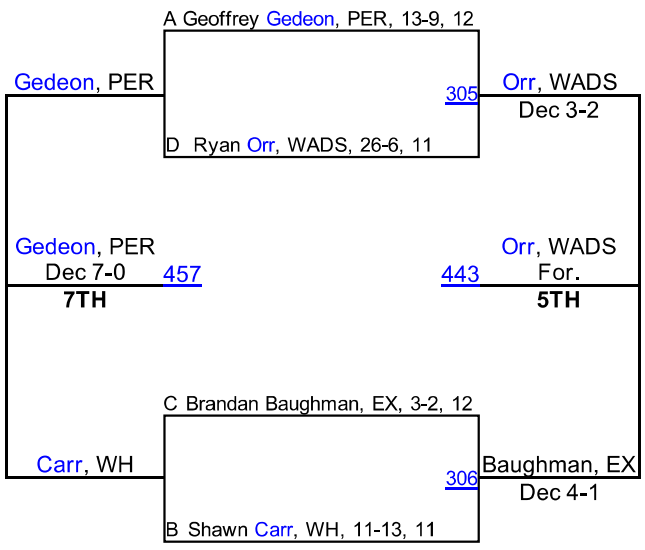 A Geoffrey Gedeon, PER, 13-9, 12
Gedeon, PER
305
Orr, WADS
Dec 3-2
D Ryan Orr, WADS, 26-6, 11
Gedeon, PER
Dec 7-0
7TH
457
443
Orr, WADS
For.
5TH
C Brandan Baughman, EX, 3-2, 12
Carr, WH
306
Baughman, EX
Dec 4-1
B Shawn Carr, WH, 11-13, 11